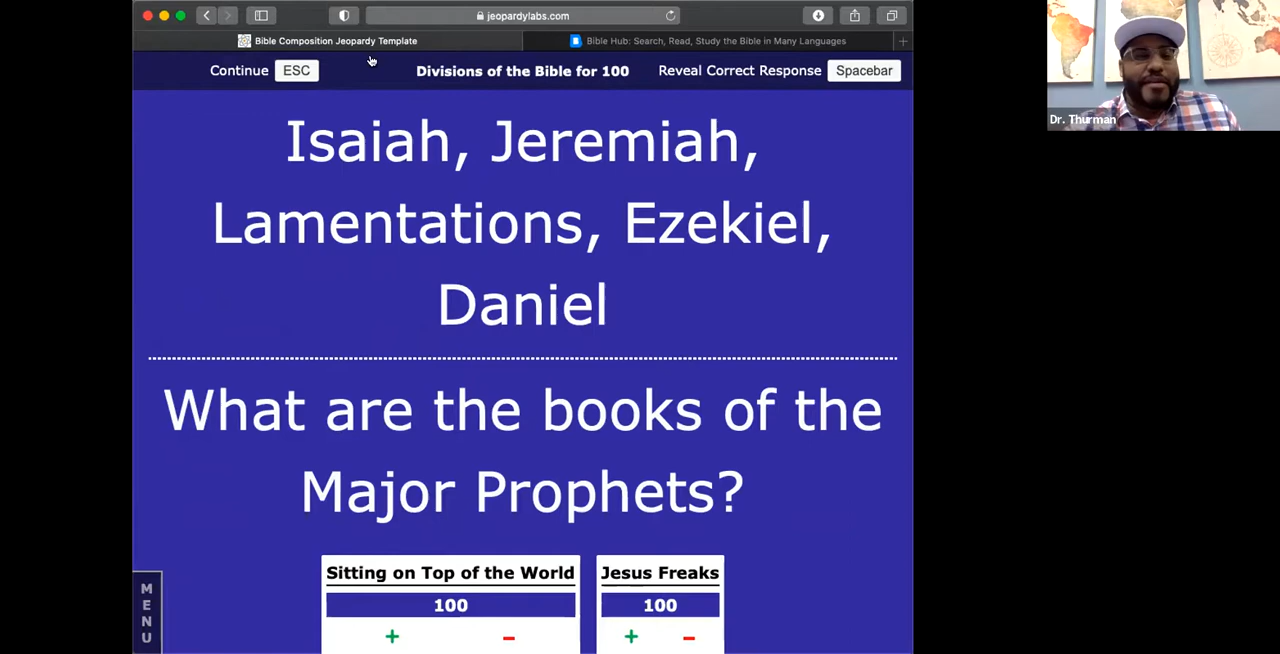 jeopardylabs.com
Bible Composition Jeopardy Template
Bible Hub: Search, Read, Study the Bible in Many Languages
Continue ESC
Divisions of the Bible for 100
Reveal Correct Response Spacebar
Isaiah, Jeremiah,
Lamentations, Ezekiel,
Daniel
What are the books of the
Major Prophets?
MENU
Sitting on Top of the World
100
+ -
Jesus Freaks
100
+ -
Dr. Thurman